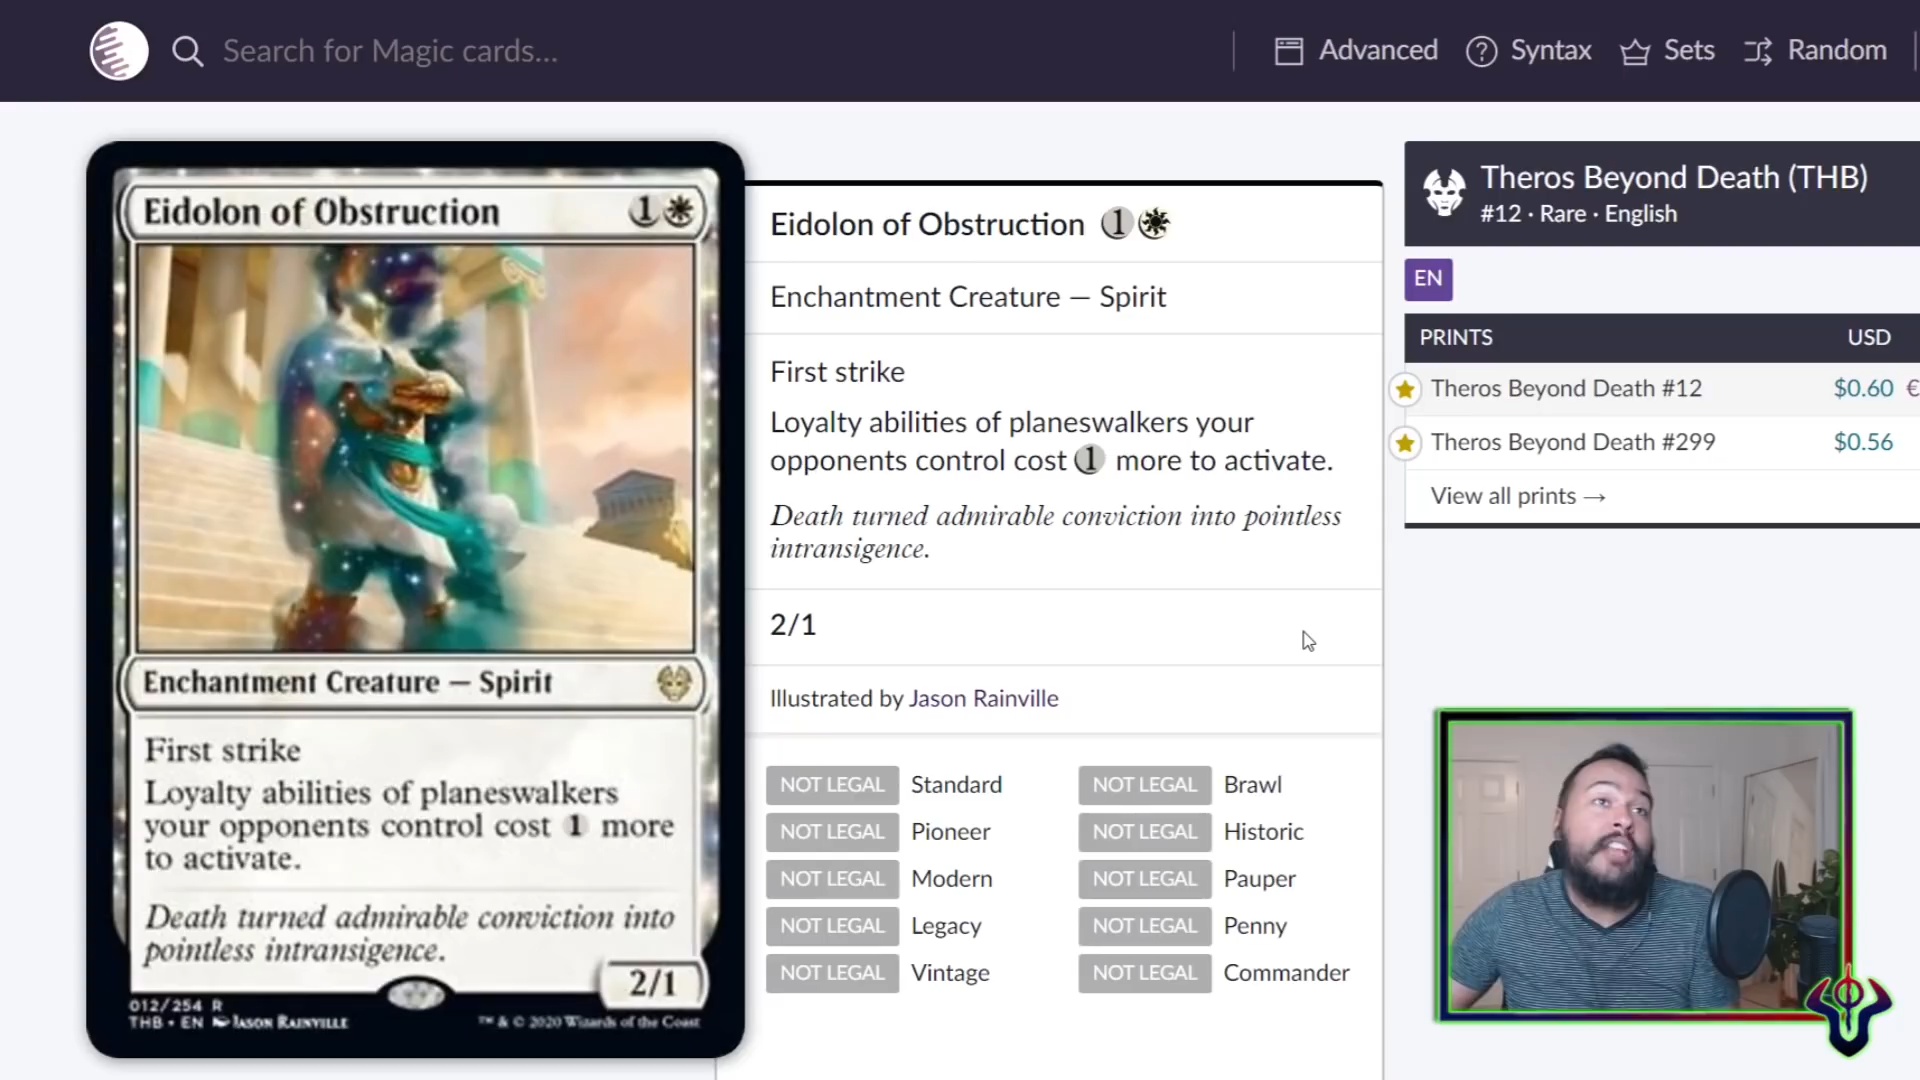 Search for Magic cards...
Advanced
Syntax
Sets
Random
Eidolon of Obstruction 1
Enchantment Creature — Spirit
First strike
Loyalty abilities of planeswalkers
your opponents control cost 1 more
to activate.
Death turned admirable conviction into
pointless intransigence.
2/1
012/254 R
THB • EN Jason Rainville
™ & © 2020 Wizards of the Coast
Eidolon of Obstruction 1
Enchantment Creature — Spirit
First strike
Loyalty abilities of planeswalkers your
opponents control cost 1 more to activate.
Death turned admirable conviction into pointless
intransigence.
2/1
Illustrated by Jason Rainville
NOT LEGAL Standard NOT LEGAL Brawl
NOT LEGAL Pioneer NOT LEGAL Historic
NOT LEGAL Modern NOT LEGAL Pauper
NOT LEGAL Legacy NOT LEGAL Penny
NOT LEGAL Vintage NOT LEGAL Commander
Theros Beyond Death (THB)
#12 · Rare · English
EN
PRINTS USD
Theros Beyond Death #12 $0.60 €
Theros Beyond Death #299 $0.56
View all prints →